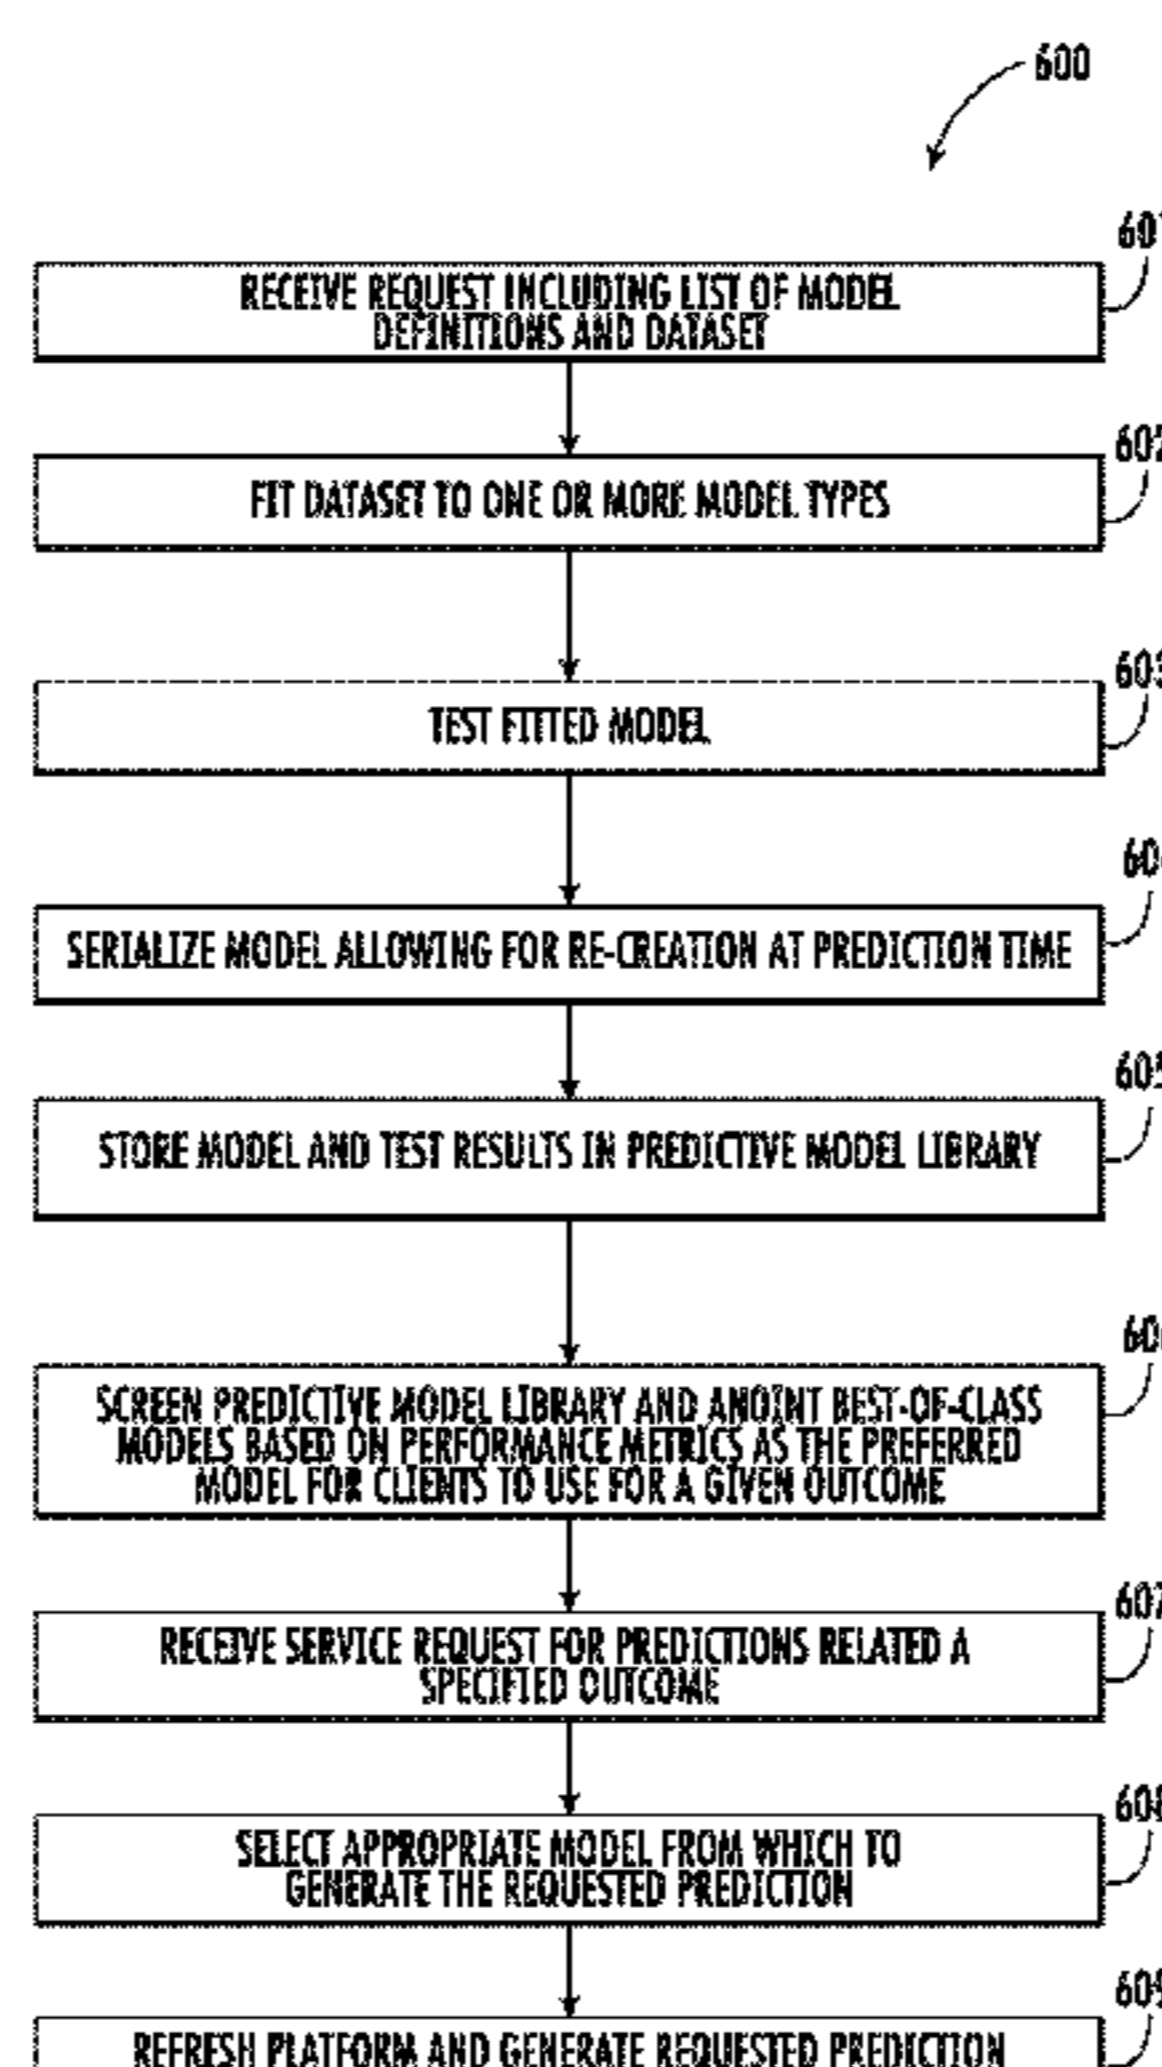 600
601
RECEIVE REQUEST INCLUDING LIST OF MODEL
DEFINITIONS AND DATASET
602
FIT DATASET TO ONE OR MORE MODEL TYPES
603
TEST FITTED MODEL
60
SERIALIZE MODEL ALLOWING FOR RE-CREATION AT PREDICTION TIME
605
STORE MODEL AND TEST RESULTS IN PREDICTIVE MODEL LIBRARY
606
SCREEN PREDICTIVE MODEL LIBRARY AND ANOINT BEST-OF-CLASS
MODELS BASED ON PERFORMANCE METRICS AS THE PREFERRED
MODEL FOR CLIENTS TO USE FOR A GIVEN OUTCOME
607
RECEIVE SERVICE REQUEST FOR PREDICTIONS RELATED A
SPECIFIED OUTCOME
608
SELECT APPROPRIATE MODEL FROM WHICH TO
GENERATE THE REQUESTED PREDICTION
609
REFRESH PLATFORM AND GENERATE REQUESTED PREDICTION